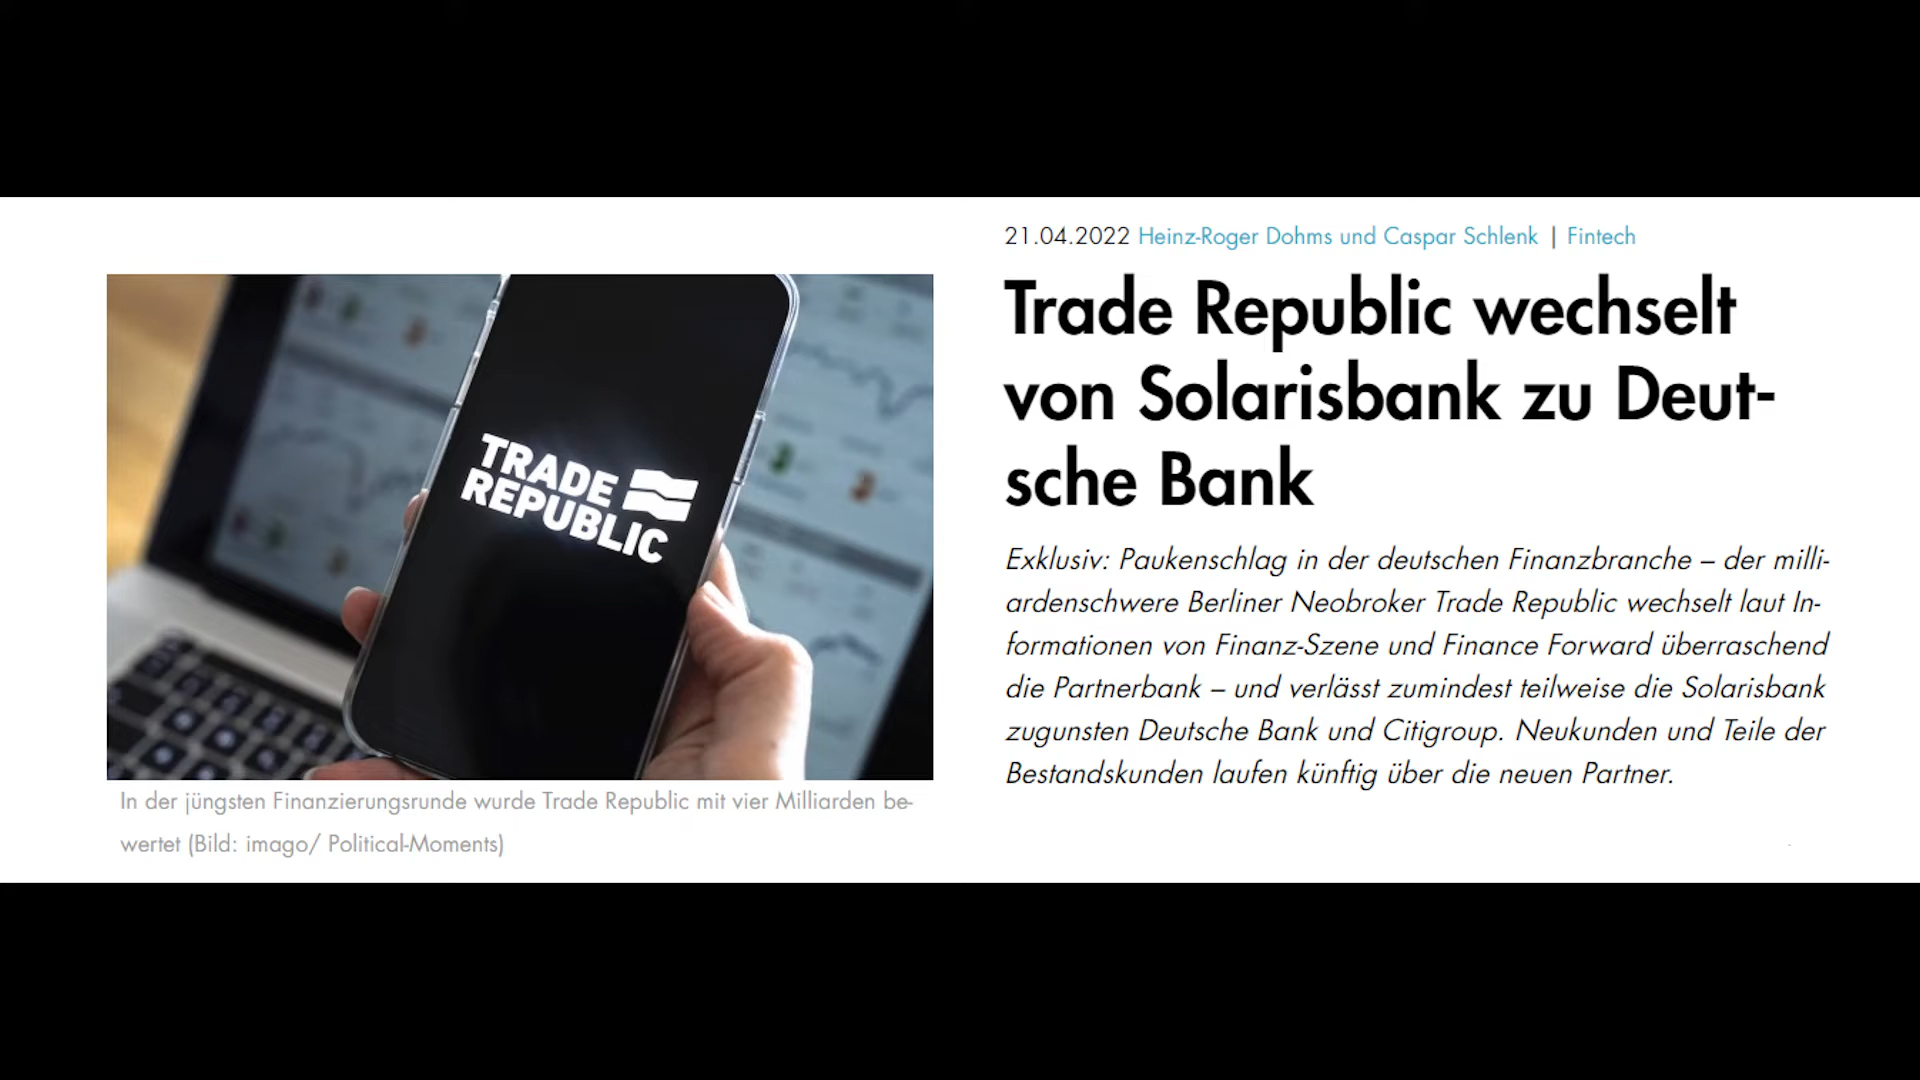 TRADE
REPUBLIC
In der jüngsten Finanzierungsrunde wurde Trade Republic mit vier Milliarden be-
wertet (Bild: imago/ Political-Moments)
21.04.2022 Heinz-Roger Dohms und Caspar Schlenk | Fintech
Trade Republic wechselt
von Solarisbank zu Deut-
sche Bank
Exklusiv: Paukenschlag in der deutschen Finanzbranche – der milli-
ardenschwere Berliner Neobroker Trade Republic wechselt laut In-
formationen von Finanz-Szene und Finance Forward überraschend
die Partnerbank – und verlässt zumindest teilweise die Solarisbank
zugunsten Deutsche Bank und Citigroup. Neukunden und Teile der
Bestandskunden laufen künftig über die neuen Partner.